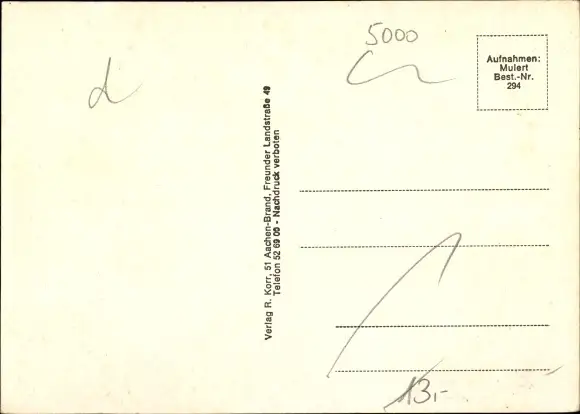 d
5000
Aufnahmen:
Mulert
Best.-Nr.
294
Verlag R. Korr, 51 Aachen-Brand, Freunder Landstraße 49
Telefon 52 69 00 - Nachdruck verboten
13,-